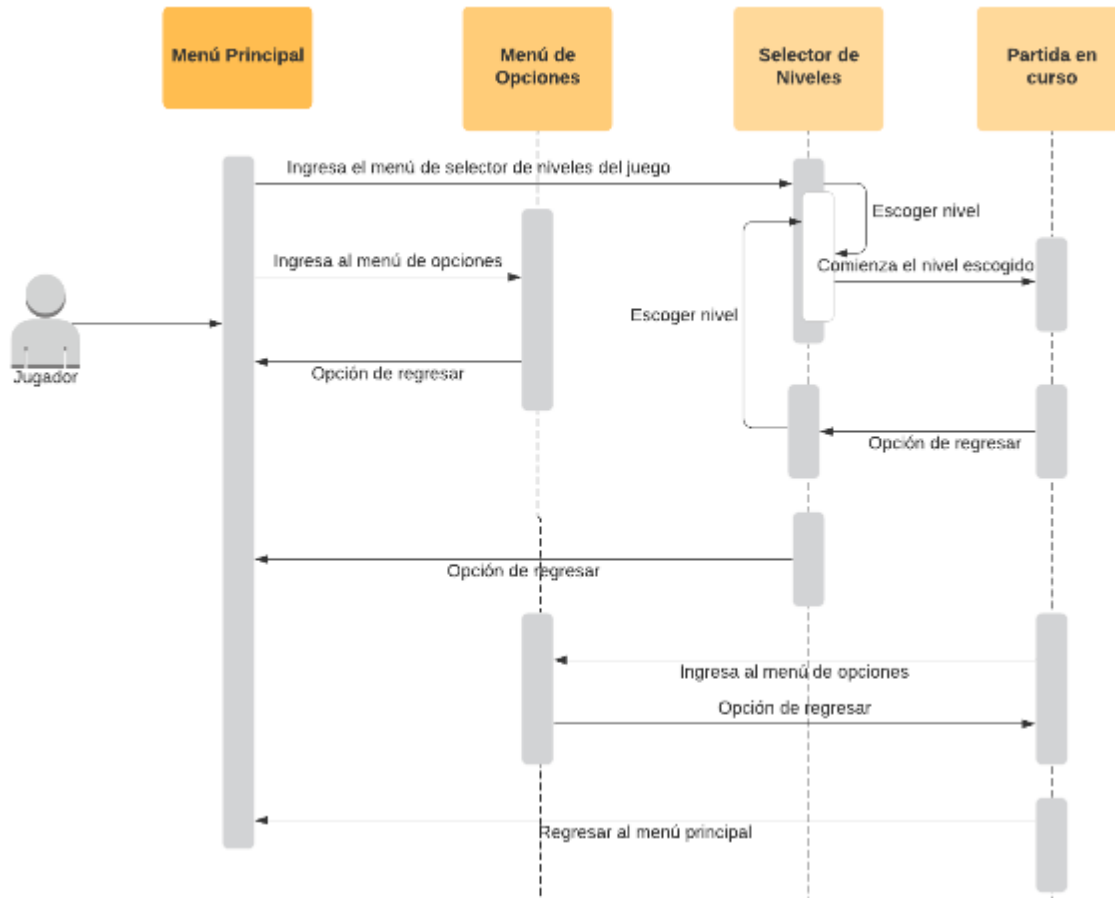 Menú Principal
Menú de
Opciones
Selector de
Niveles
Partida en
curso
Ingresa el menú de selector de niveles del juego
Escoger nivel
Ingresa al menú de opciones
Comienza el nivel escogido
Escoger nivel
Jugador
Opción de regresar
Opción de regresar
Opción de regresar
Ingresa al menú de opciones
Opción de regresar
Regresar al menú principal